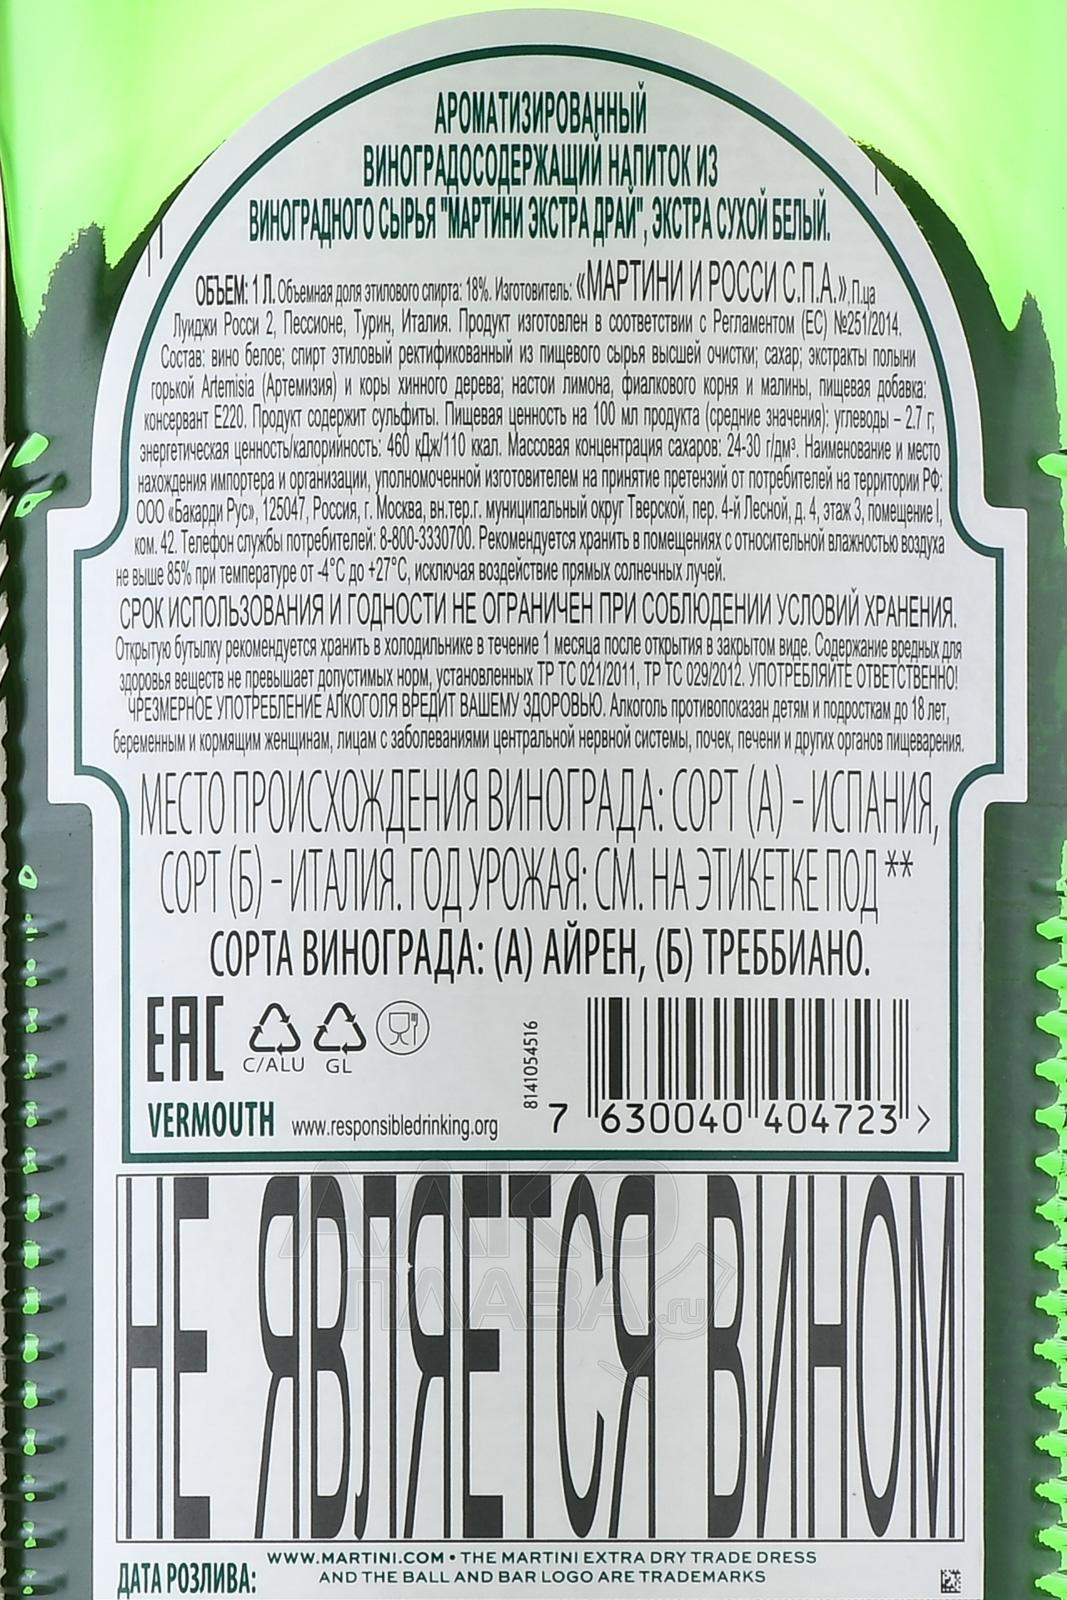 АРОМАТИЗИРОВАННЫЙ
ВИНОГРАДОСОДЕРЖАЩИЙ НАПИТОК ИЗ
ВИНОГРАДНОГО СЫРЬЯ "МАРТИНИ ЭКСТРА ДРАЙ", ЭКСТРА СУХОЙ БЕЛЫЙ.
ОБЪЕМ: 1 Л. Объемная доля этилового спирта: 18%. Изготовитель: «МАРТИНИ И РОССИ С.П.А.», П.ца
Луиджи Росси 2, Пессионе, Турин, Италия. Продукт изготовлен в соответствии с Регламентом (ЕС) №251/2014.
Состав: вино белое; спирт этиловый ректификованный из пищевого сырья высшей очистки; сахар; экстракты полыни
горькой Artemisia (Артемизия) и коры хинного дерева; настои лимона, фиалкового корня и малины, пищевая добавка:
консервант Е220. Продукт содержит сульфиты. Пищевая ценность на 100 мл продукта (средние значения): углеводы – 2.7 г;
энергетическая ценность/калорийность: 460 кДж/110 ккал. Массовая концентрация сахаров: 24-30 г/дм³. Наименование и место
нахождения импортера и организации, уполномоченной изготовителем на принятие претензий от потребителей на территории РФ:
ООО «Бакарди Рус», 125047, Россия, г. Москва, вн.тер.г. муниципальный округ Тверской, пер. 4-й Лесной, д. 4, этаж 3, помещение I,
ком. 42. Телефон службы потребителей: 8-800-3330700. Рекомендуется хранить в помещениях с относительной влажностью воздуха
не выше 85% при температуре от -4°С до +27°С, исключая воздействие прямых солнечных лучей.
СРОК ИСПОЛЬЗОВАНИЯ И ГОДНОСТИ НЕ ОГРАНИЧЕН ПРИ СОБЛЮДЕНИИ УСЛОВИЙ ХРАНЕНИЯ.
Открытую бутылку рекомендуется хранить в холодильнике в течение 1 месяца после открытия в закрытом виде. Содержание вредных для
здоровья веществ не превышает допустимых норм, установленных ТР ТС 021/2011, ТР ТС 029/2012. УПОТРЕБЛЯЙТЕ ОТВЕТСТВЕННО!
ЧРЕЗМЕРНОЕ УПОТРЕБЛЕНИЕ АЛКОГОЛЯ ВРЕДИТ ВАШЕМУ ЗДОРОВЬЮ. Алкоголь противопоказан детям и подросткам до 18 лет,
беременным и кормящим женщинам, лицам с заболеваниями центральной нервной системы, почек, печени и других органов пищеварения.
МЕСТО ПРОИСХОЖДЕНИЯ ВИНОГРАДА: СОРТ (А) – ИСПАНИЯ,
СОРТ (Б) – ИТАЛИЯ. ГОД УРОЖАЯ: СМ. НА ЭТИКЕТКЕ ПОД **
СОРТА ВИНОГРАДА: (А) АЙРЕН, (Б) ТРЕББИАНО.
EAC
C/ALU GL
8141054516
VERMOUTH www.responsibledrinking.org
7 630040 404723 >
НЕ ЯВЛЯЕТСЯ ВИНОМ
АЛКО
ПЛАВА.ru
WWW.MARTINI.COM • THE MARTINI EXTRA DRY TRADE DRESS
AND THE BALL AND BAR LOGO ARE TRADEMARKS
ДАТА РОЗЛИВА: